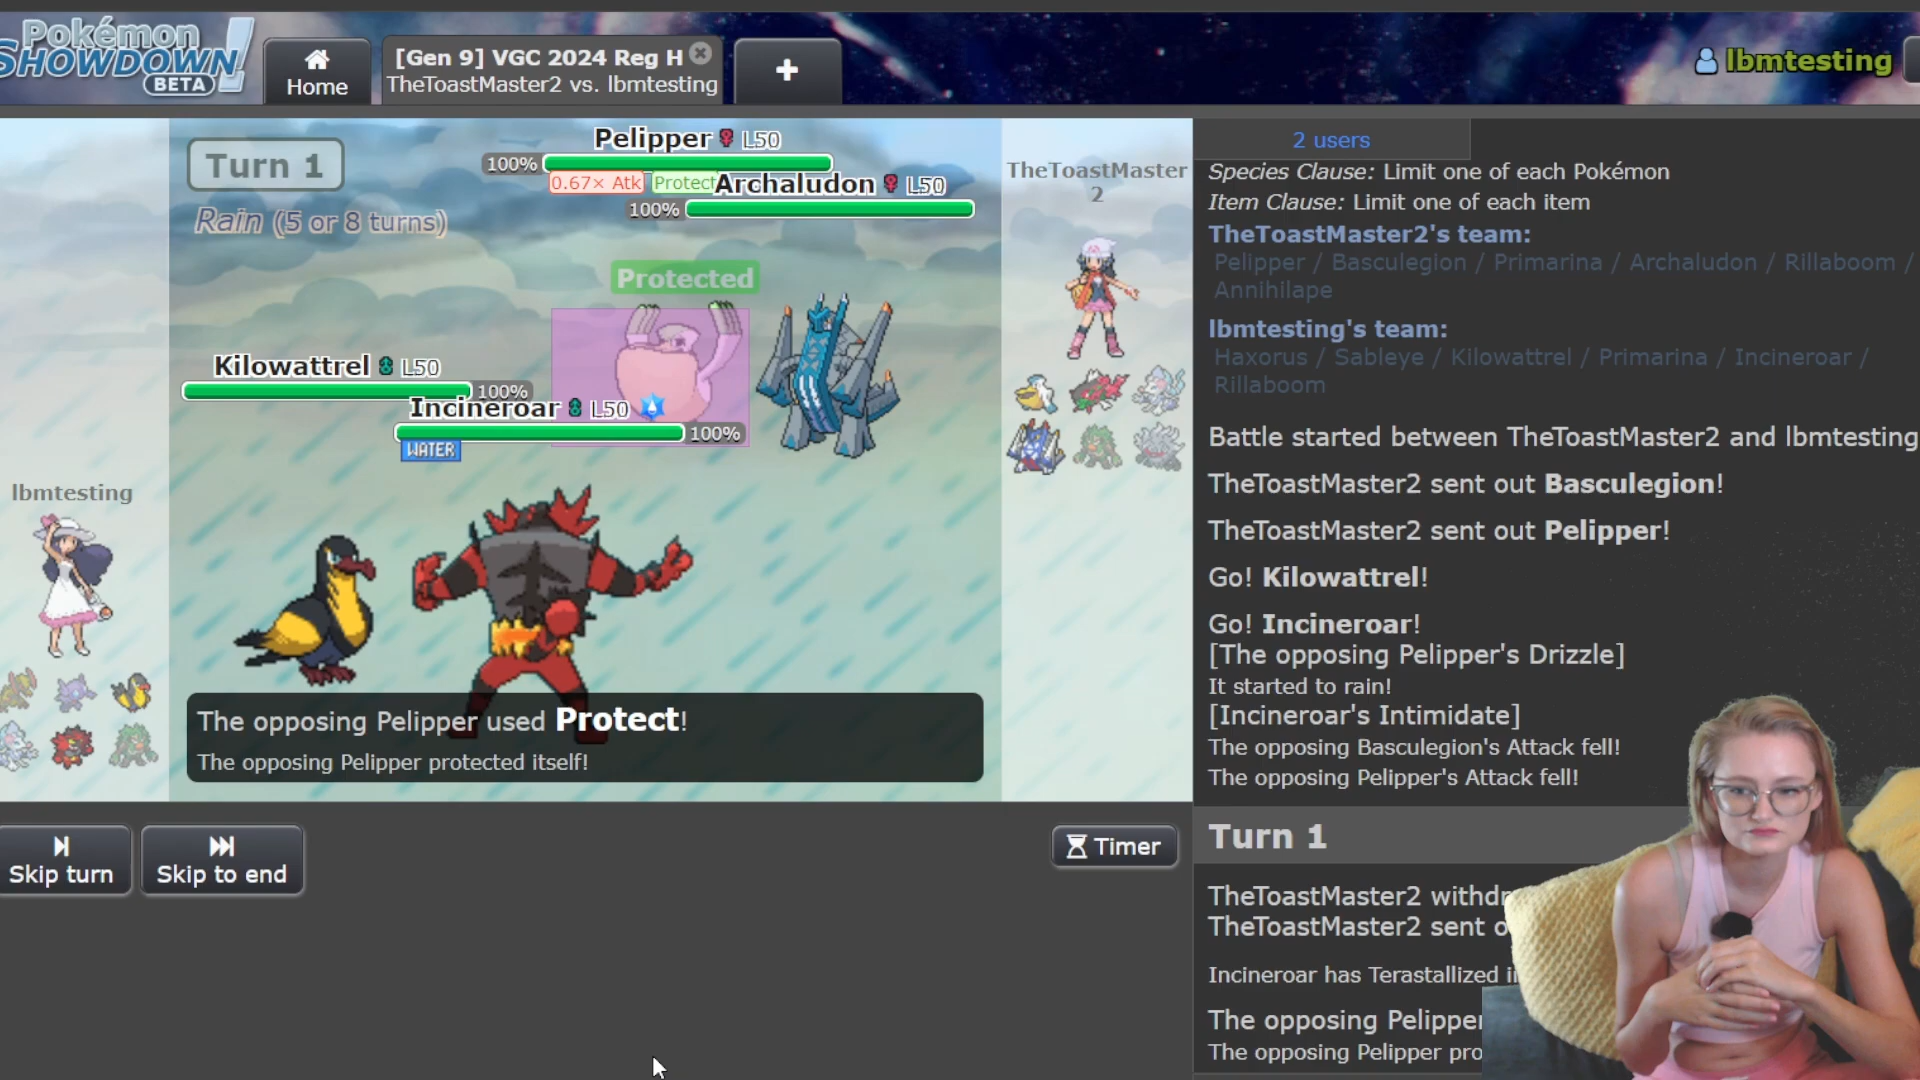 Pokémon
SHOWDOWN!
BETA
Home
[Gen 9] VGC 2024 Reg H
TheToastMaster2 vs. lbmtesting
lbmtesting
Turn 1
Rain (5 or 8 turns)
Pelipper L50
100%
0.67× Atk Protect
Archaludon L50
100%
Protected
Kilowattrel L50
100%
Incineroar L50
100%
WATER
lbmtesting
TheToastMaster
2
The opposing Pelipper used Protect!
The opposing Pelipper protected itself!
Skip turn
Skip to end
Timer
2 users
Species Clause: Limit one of each Pokémon
Item Clause: Limit one of each item
TheToastMaster2's team:
Pelipper / Basculegion / Primarina / Archaludon / Rillaboom /
Annihilape
lbmtesting's team:
Haxorus / Sableye / Kilowattrel / Primarina / Incineroar /
Rillaboom
Battle started between TheToastMaster2 and lbmtesting
TheToastMaster2 sent out Basculegion!
TheToastMaster2 sent out Pelipper!
Go! Kilowattrel!
Go! Incineroar!
[The opposing Pelipper's Drizzle]
It started to rain!
[Incineroar's Intimidate]
The opposing Basculegion's Attack fell!
The opposing Pelipper's Attack fell!
Turn 1
TheToastMaster2 withd
TheToastMaster2 sent o
Incineroar has Terastallized i
The opposing Pelipper
The opposing Pelipper pro